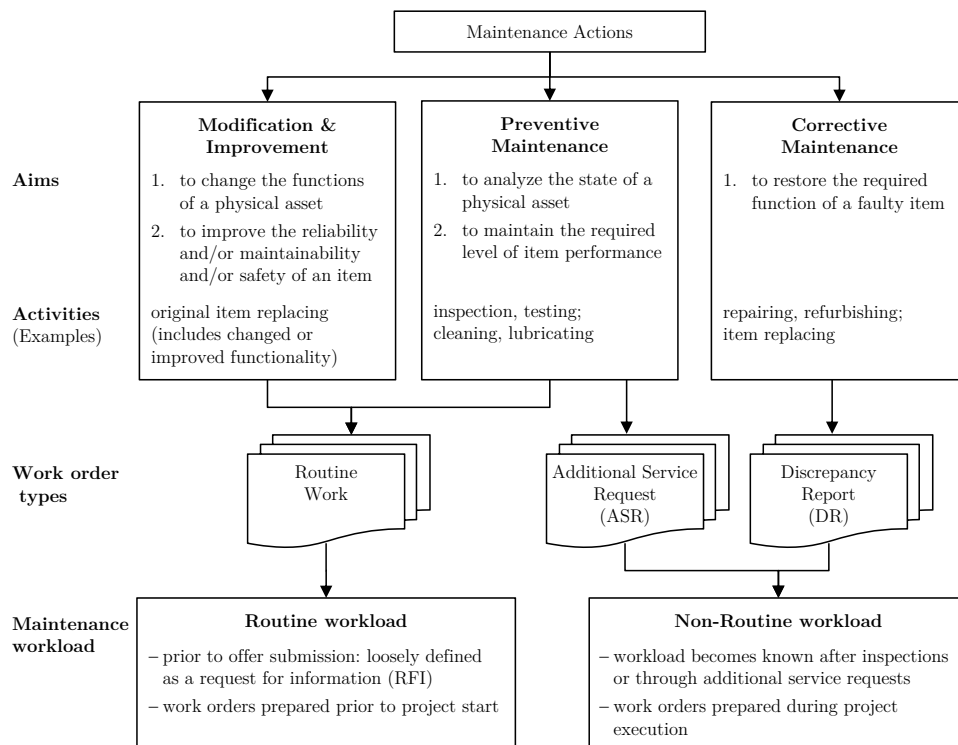 Maintenance Actions
Modification &
Improvement
Preventive
Maintenance
Corrective
Maintenance
Aims
1. to change the functions
of a physical asset
2. to improve the reliability
and/or maintainability
and/or safety of an item
1. to analyze the state of a
physical asset
2. to maintain the required
level of item performance
1. to restore the required
function of a faulty item
Activities
(Examples)
original item replacing
(includes changed or
improved functionality)
inspection, testing;
cleaning, lubricating
repairing, refurbishing;
item replacing
Work order
types
Routine
Work
Additional Service
Request
(ASR)
Discrepancy
Report
(DR)
Maintenance
workload
Routine workload
– prior to offer submission: loosely defined
as a request for information (RFI)
– work orders prepared prior to project start
Non-Routine workload
– workload becomes known after inspections
or through additional service requests
– work orders prepared during project
execution